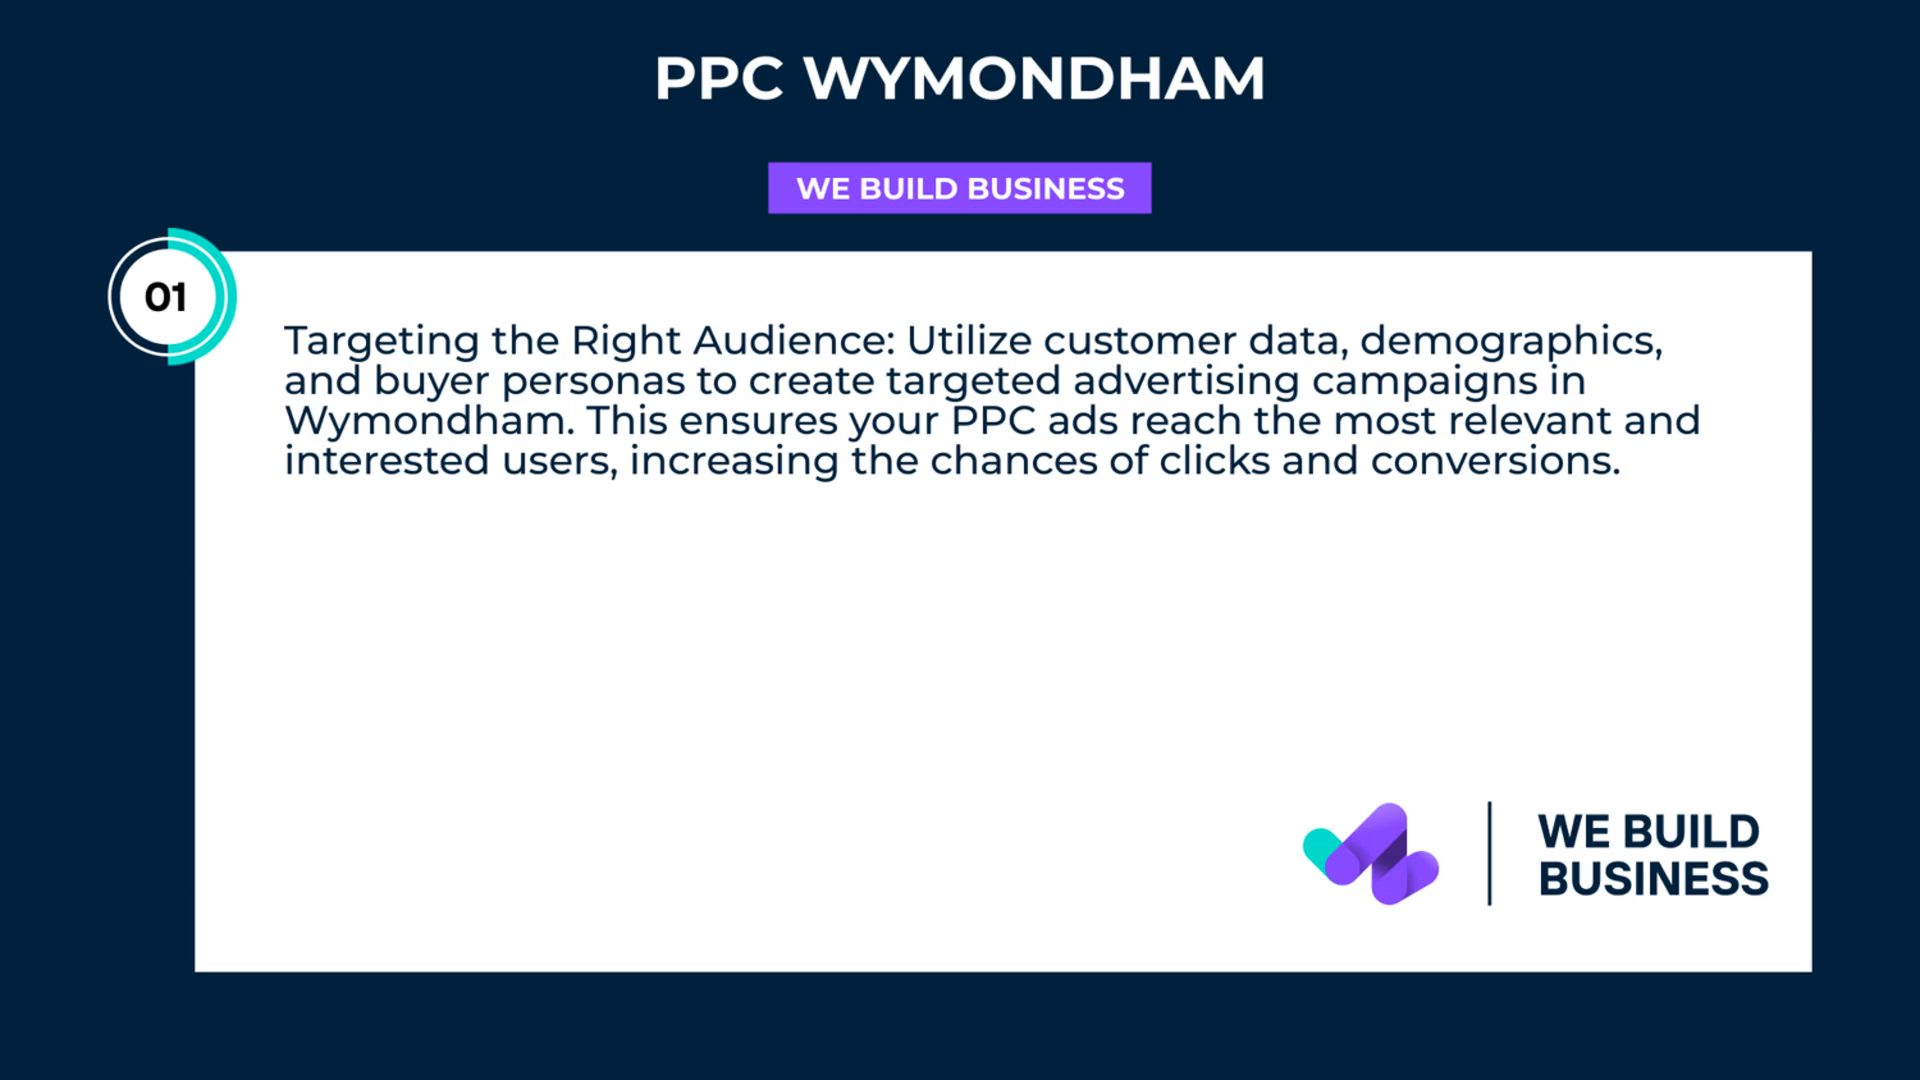 PPC WYMONDHAM
WE BUILD BUSINESS
01
Targeting the Right Audience: Utilize customer data, demographics,
and buyer personas to create targeted advertising campaigns in
Wymondham. This ensures your PPC ads reach the most relevant and
interested users, increasing the chances of clicks and conversions.
WE BUILD
BUSINESS